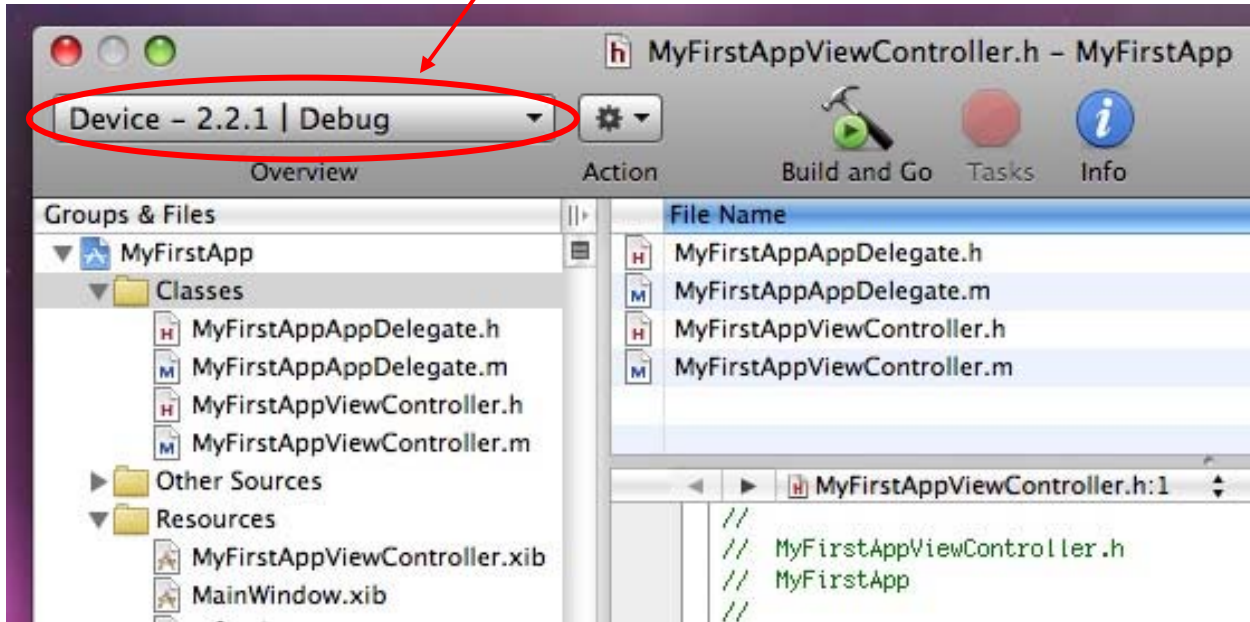 MyFirstAppViewController.h – MyFirstApp
Device – 2.2.1 | Debug
Overview
Action
Build and Go
Tasks
Info
Groups & Files
MyFirstApp
Classes
MyFirstAppAppDelegate.h
MyFirstAppAppDelegate.m
MyFirstAppViewController.h
MyFirstAppViewController.m
Other Sources
Resources
MyFirstAppViewController.xib
MainWindow.xib
File Name
MyFirstAppAppDelegate.h
MyFirstAppAppDelegate.m
MyFirstAppViewController.h
MyFirstAppViewController.m
MyFirstAppViewController.h:1
//
// MyFirstAppViewController.h
// MyFirstApp
//